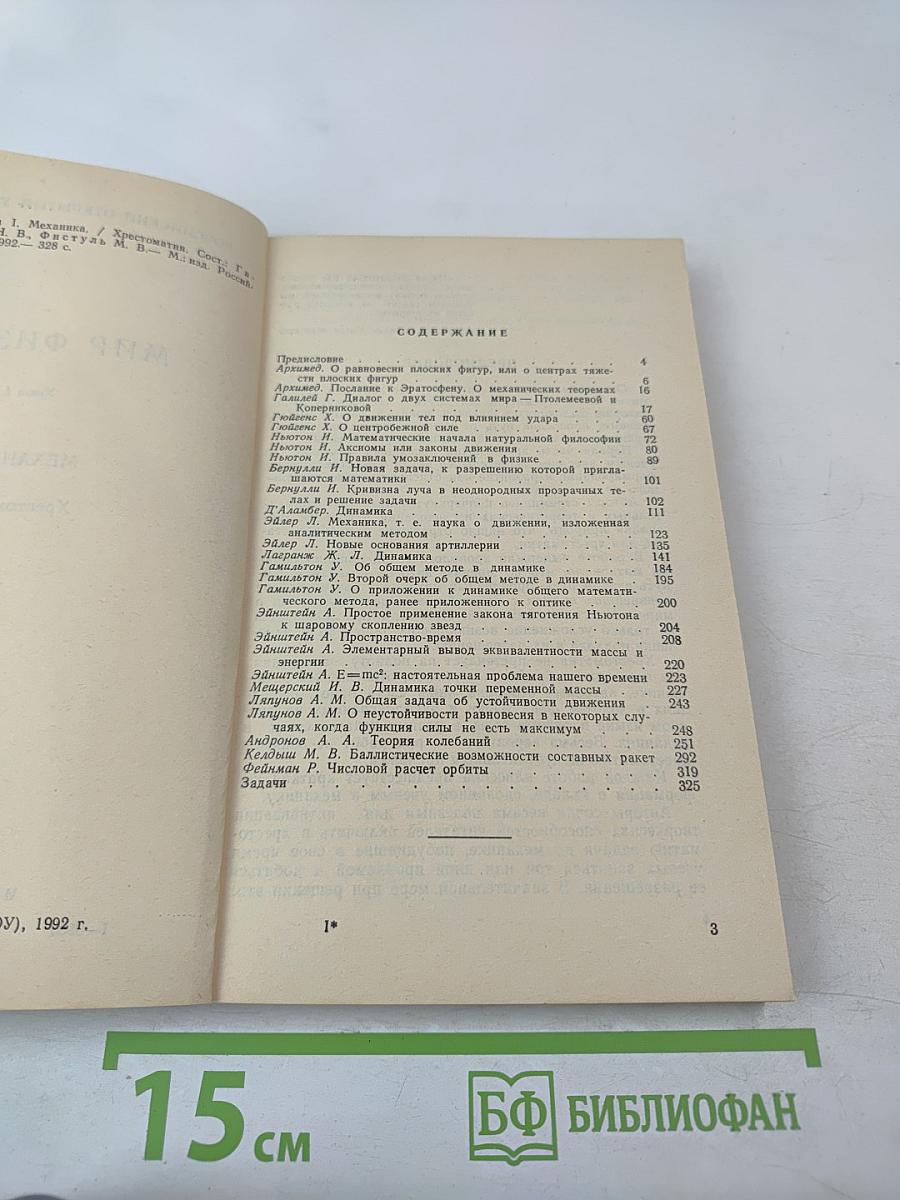 I. Механика. / Хрестоматия. Сост.: Га
Н. В., Фистуль М. В.— М.: изд. Россий.
992.— 328 с.
ОУ), 1992 г.
СОДЕРЖАНИЕ
Предисловие . . . . . . . . . . . . . 4
Архимед. О равновесии плоских фигур, или о центрах тяже-
сти плоских фигур . . . . . . . . . . . 6
Архимед. Послание к Эратосфену. О механических теоремах 16
Галилей Г. Диалог о двух системах мира — Птолемеевой и
Коперниковой . . . . . . . . . . . . 17
Гюйгенс Х. О движении тел под влиянием удара . . . 60
Гюйгенс Х. О центробежной силе . . . . . . . 67
Ньютон И. Математические начала натуральной философии 72
Ньютон И. Аксиомы или законы движения . . . . . 80
Ньютон И. Правила умозаключений в физике . . . . 89
Бернулли И. Новая задача, к разрешению которой пригла-
шаются математики . . . . . . . . . . 101
Бернулли И. Кривизна луча в неоднородных прозрачных те-
лах и решение задачи . . . . . . . . . 102
Д'Аламбер. Динамика . . . . . . . . . . 111
Эйлер Л. Механика, т. е. наука о движении, изложенная
аналитическим методом . . . . . . . . . 123
Эйлер Л. Новые основания артиллерии . . . . . . 135
Лагранж Ж. Л. Динамика . . . . . . . . . 141
Гамильтон У. Об общем методе в динамике . . . . 184
Гамильтон У. Второй очерк об общем методе в динамике . 195
Гамильтон У. О приложении к динамике общего математи-
ческого метода, ранее приложенного к оптике . . . 200
Эйнштейн А. Простое применение закона тяготения Ньютона
к шаровому скоплению звезд . . . . . . . 204
Эйнштейн А. Пространство-время . . . . . . . 208
Эйнштейн А. Элементарный вывод эквивалентности массы и
энергии . . . . . . . . . . . . . 220
Эйнштейн А. E=mc²: настоятельная проблема нашего времени 223
Мещерский И. В. Динамика точки переменной массы . . 227
Ляпунов А. М. Общая задача об устойчивости движения . 243
Ляпунов А. М. О неустойчивости равновесия в некоторых слу-
чаях, когда функция силы не есть максимум . . . 248
Андронов А. А. Теория колебаний . . . . . . . 251
Келдыш М. В. Баллистические возможности составных ракет 292
Фейнман Р. Числовой расчет орбиты . . . . . . 319
Задачи . . . . . . . . . . . . . . 325
I*
3
15 см
БФ БИБЛИОФАН